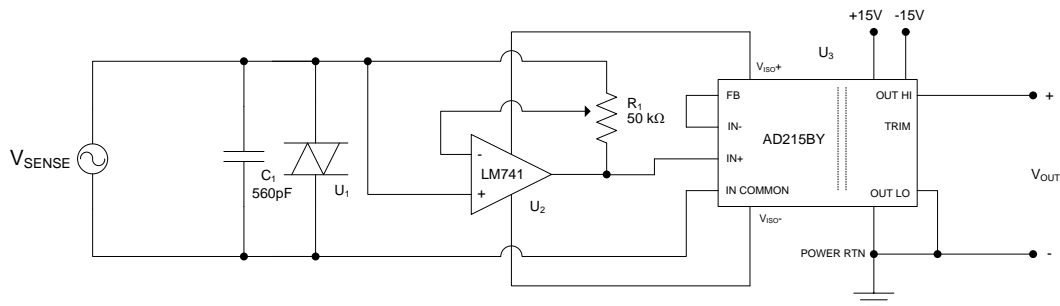 +15V -15V
U3
VISO+
R1
50 kΩ
FB
OUT HI
+
IN-
TRIM
AD215BY
VSENSE
C1
560pF
U1
-
LM741
+
U2
IN+
IN COMMON
OUT LO
VOUT
VISO-
POWER RTN
-